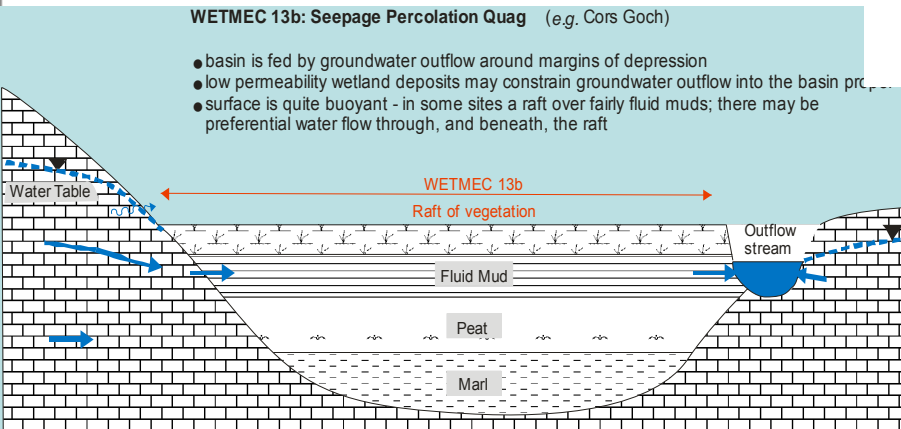 WETMEC 13b: Seepage Percolation Quag (e.g. Cors Goch)
● basin is fed by groundwater outflow around margins of depression
● low permeability wetland deposits may constrain groundwater outflow into the basin
● surface is quite buoyant - in some sites a raft over fairly fluid muds; there may be
preferential water flow through, and beneath, the raft
WETMEC 13b
Water Table
Raft of vegetation
Outflow
stream
Fluid Mud
Peat
Marl